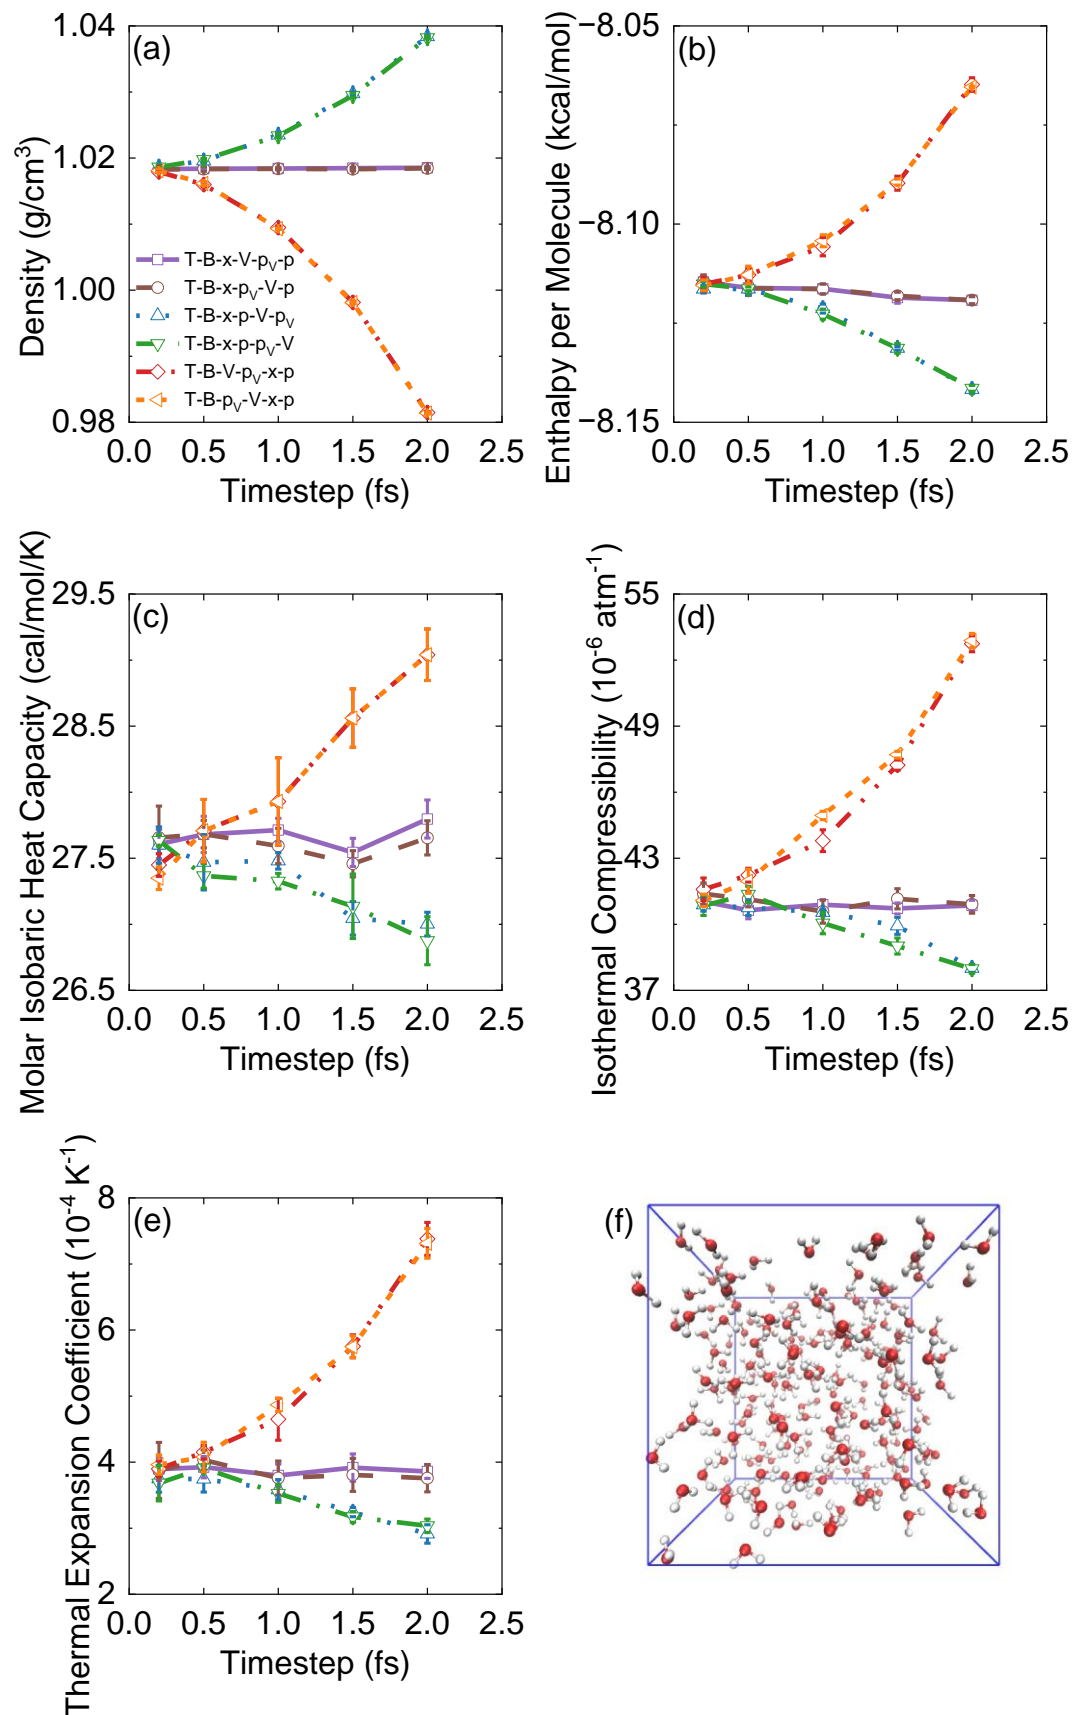 (a)
Density (g/cm³)
1.04
1.02
1.00
0.98
T-B-x-V-p_V-p
T-B-x-p_V-V-p
T-B-x-p-V-p_V
T-B-x-p-p_V-V
T-B-V-p_V-x-p
T-B-p_V-V-x-p
0.0 0.5 1.0 1.5 2.0 2.5
Timestep (fs)
(b)
Enthalpy per Molecule (kcal/mol)
−8.05
−8.10
−8.15
0.0 0.5 1.0 1.5 2.0 2.5
Timestep (fs)
(c)
Molar Isobaric Heat Capacity (cal/mol/K)
29.5
28.5
27.5
26.5
0.0 0.5 1.0 1.5 2.0 2.5
Timestep (fs)
(d)
Isothermal Compressibility (10⁻⁶ atm⁻¹)
55
49
43
37
0.0 0.5 1.0 1.5 2.0 2.5
Timestep (fs)
(e)
Thermal Expansion Coefficient (10⁻⁴ K⁻¹)
8
6
4
2
0.0 0.5 1.0 1.5 2.0 2.5
Timestep (fs)
(f)